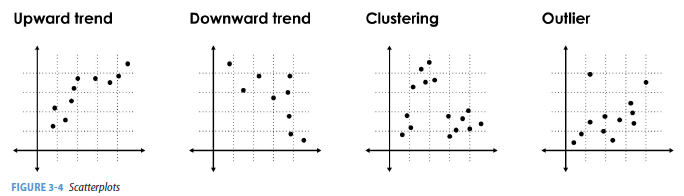 Upward trend
Downward trend
Clustering
Outlier
FIGURE 3-4 Scatterplots